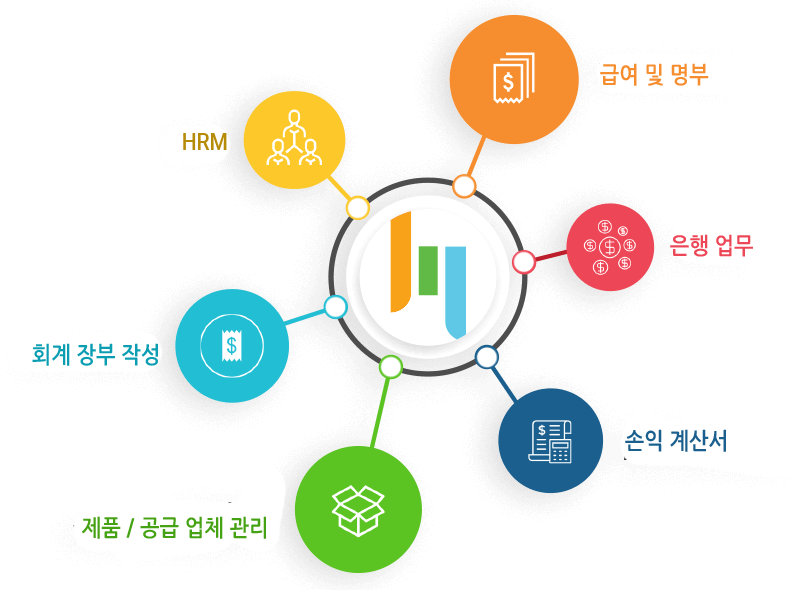 급여 및 명부
HRM
은행 업무
회계 장부 작성
손익 계산서
제품 / 공급 업체 관리